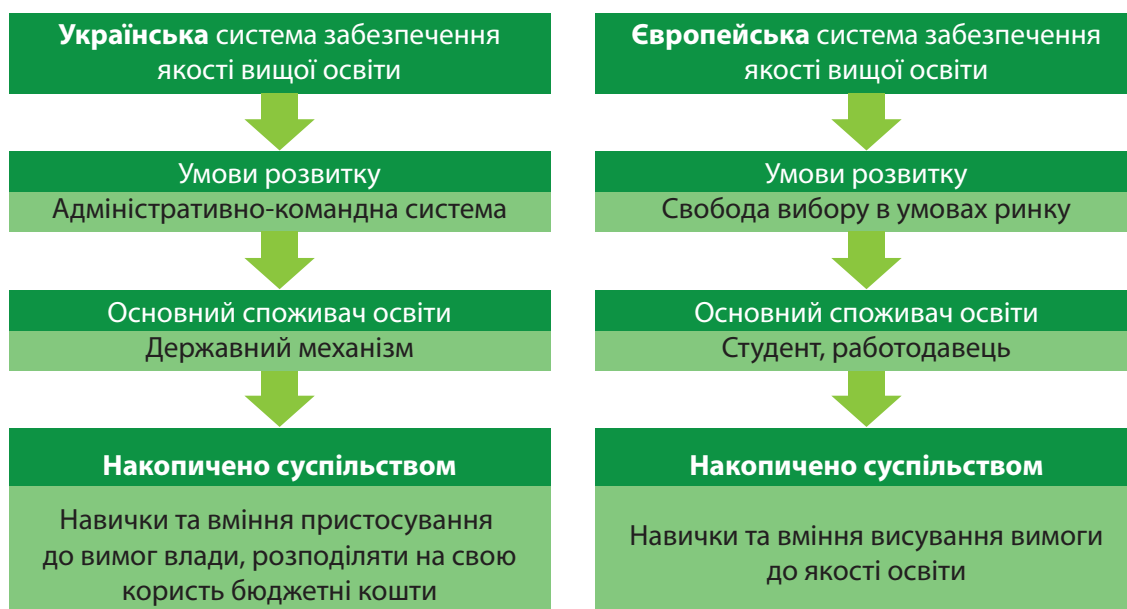 Українська система забезпечення
якості вищої освіти
Умови розвитку
Адміністративно-командна система
Основний споживач освіти
Державний механізм
Накопичено суспільством
Навички та вміння пристосування
до вимог влади, розподіляти на свою
користь бюджетні кошти
Європейська система забезпечення
якості вищої освіти
Умови розвитку
Свобода вибору в умовах ринку
Основний споживач освіти
Студент, работодавець
Накопичено суспільством
Навички та вміння висування вимоги
до якості освіти